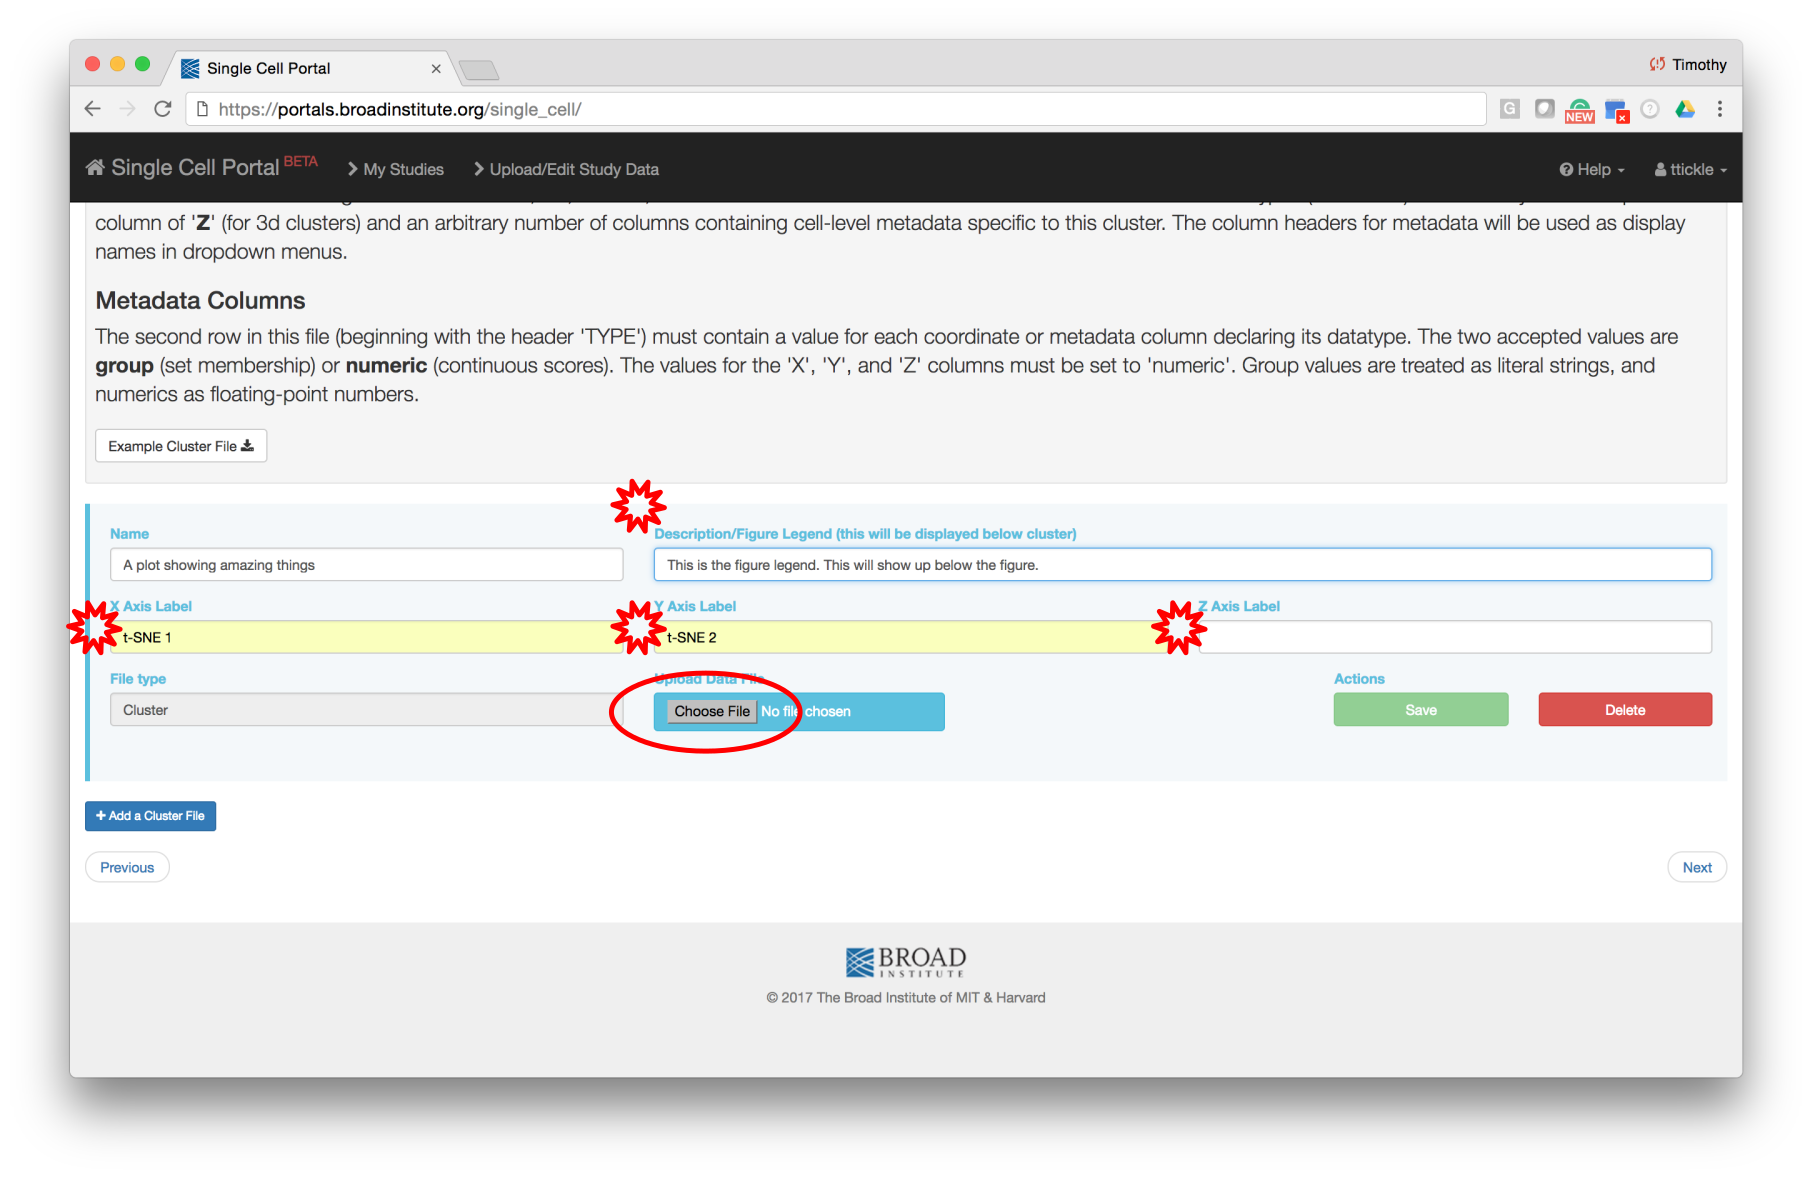 Single Cell Portal
Timothy
https://portals.broadinstitute.org/single_cell/
G
NEW
Single Cell Portal BETA
My Studies
Upload/Edit Study Data
Help
ttickle
column of 'Z' (for 3d clusters) and an arbitrary number of columns containing cell-level metadata specific to this cluster. The column headers for metadata will be used as display
names in dropdown menus.
Metadata Columns
The second row in this file (beginning with the header 'TYPE') must contain a value for each coordinate or metadata column declaring its datatype. The two accepted values are
group (set membership) or numeric (continuous scores). The values for the 'X', 'Y', and 'Z' columns must be set to 'numeric'. Group values are treated as literal strings, and
numerics as floating-point numbers.
Example Cluster File
Name
Description/Figure Legend (this will be displayed below cluster)
A plot showing amazing things
This is the figure legend. This will show up below the figure.
X Axis Label
Y Axis Label
Z Axis Label
t-SNE 1
t-SNE 2
File type
Upload Data File
Actions
Cluster
Choose File No file chosen
Save
Delete
+ Add a Cluster File
Previous
Next
BROAD
INSTITUTE
© 2017 The Broad Institute of MIT & Harvard